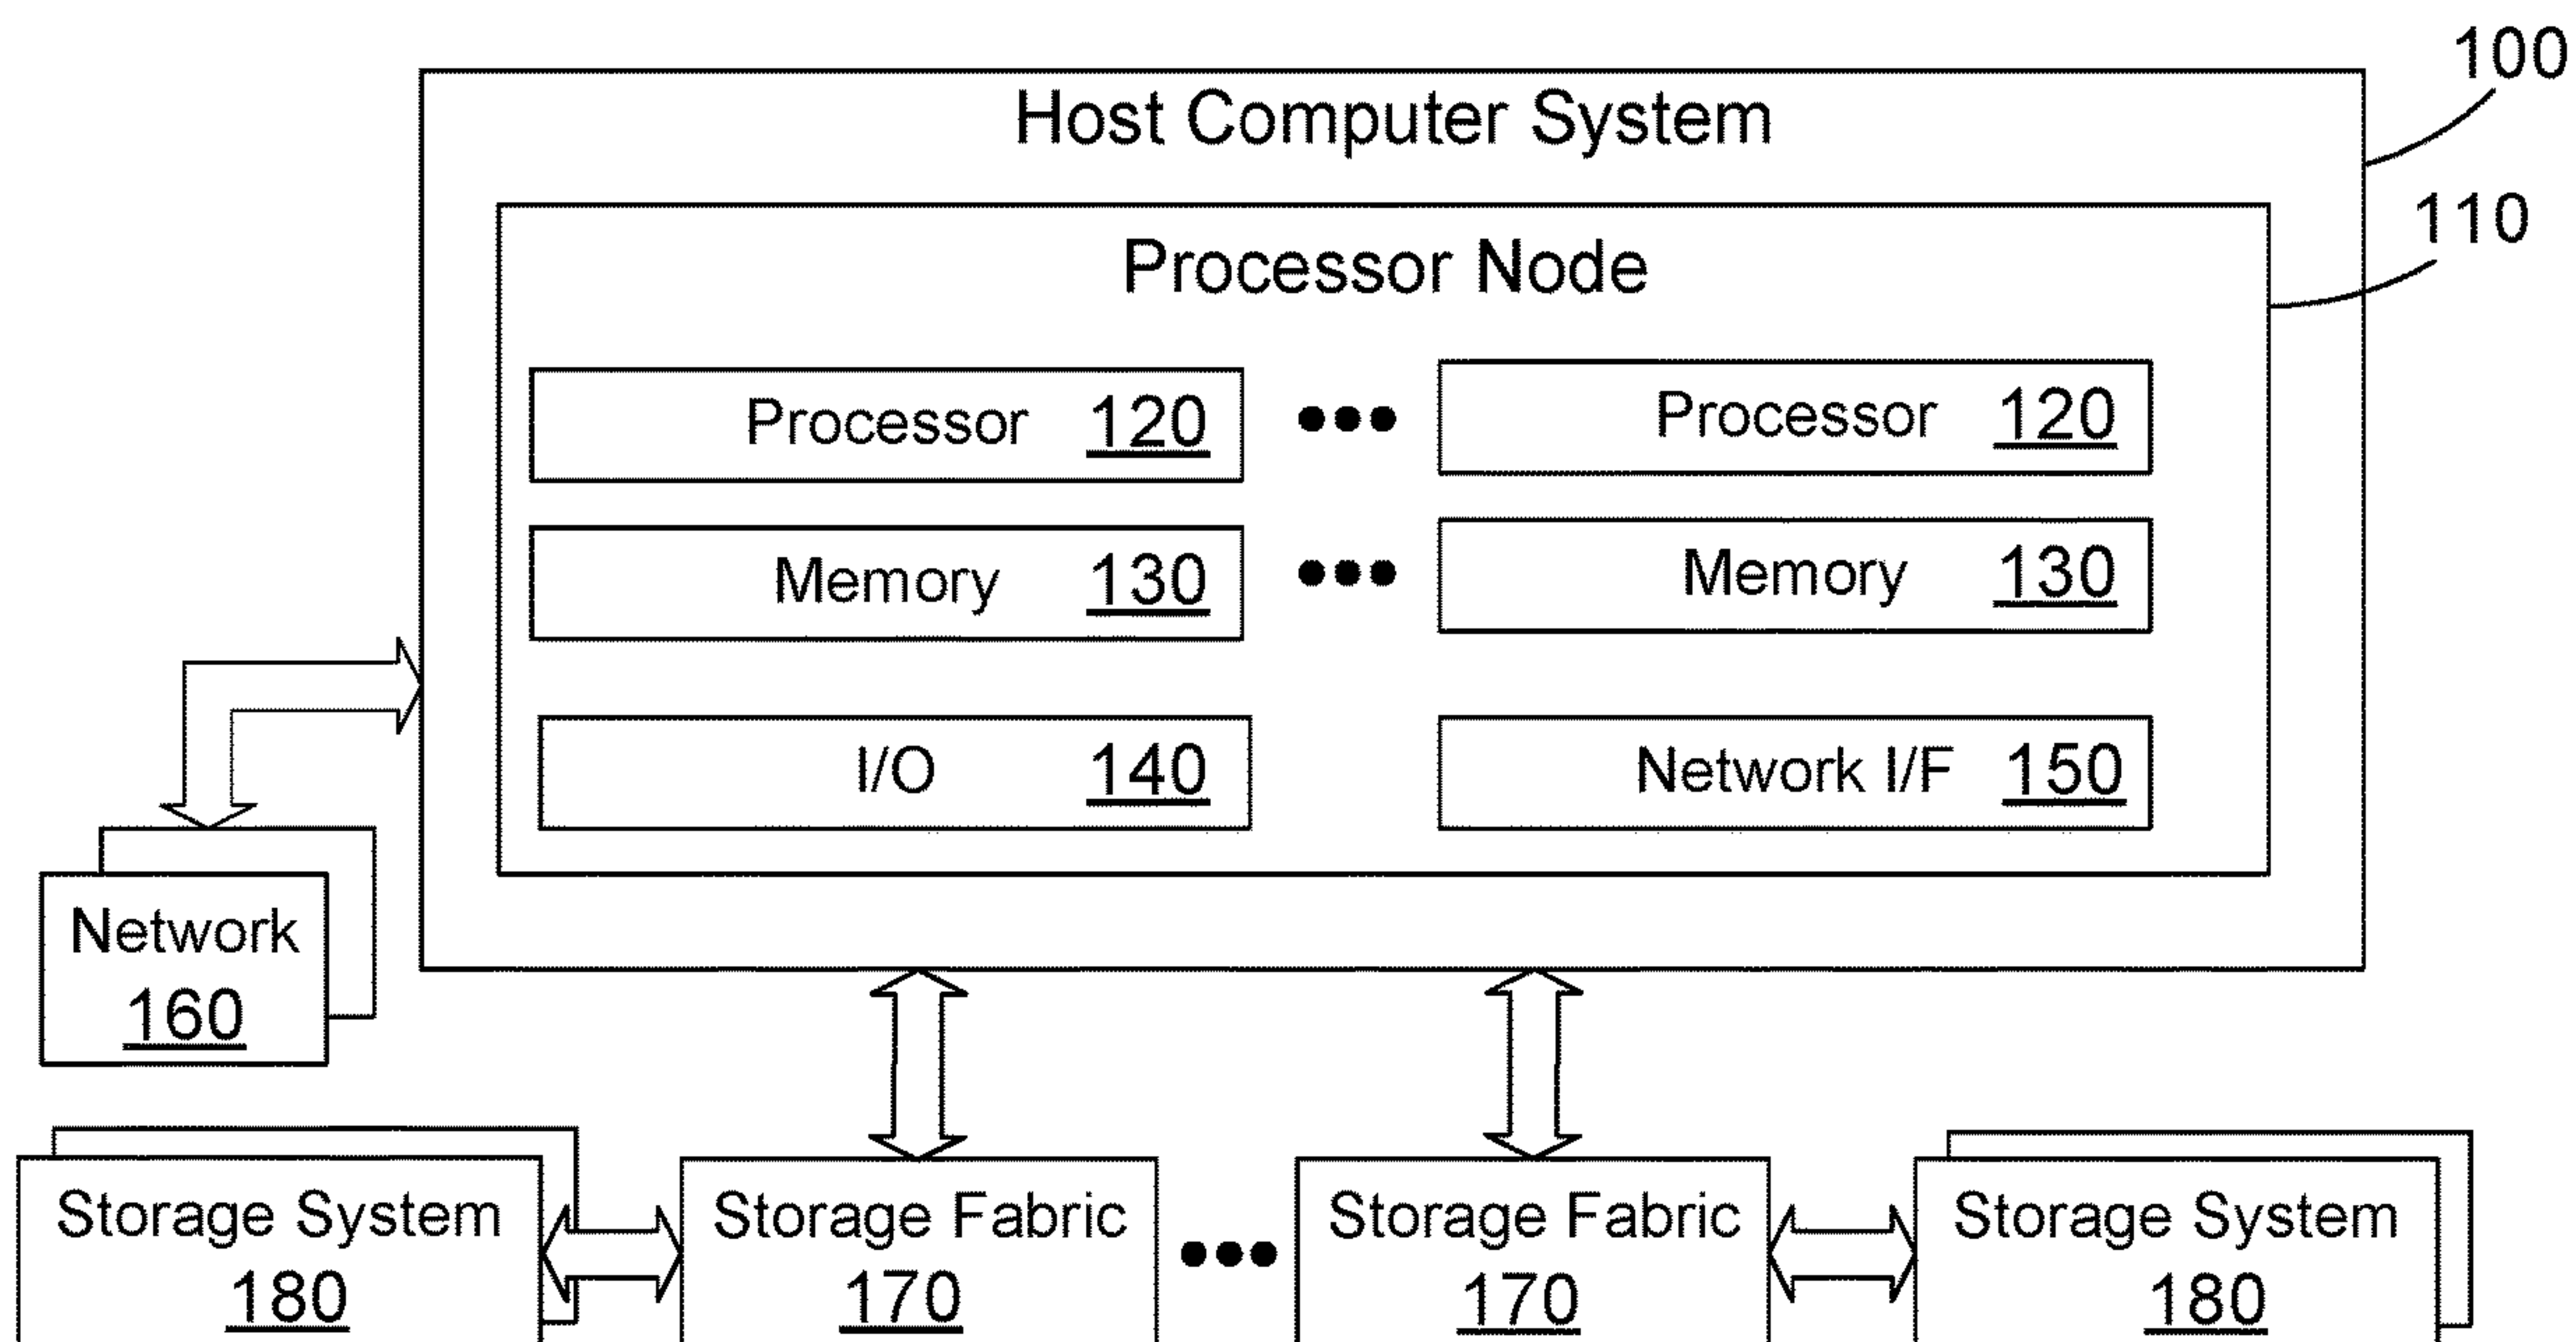 100
Host Computer System
110
Processor Node
Processor 120 ••• Processor 120
Memory 130 ••• Memory 130
I/O 140 Network I/F 150
Network
160
Storage System Storage Fabric ••• Storage Fabric Storage System
180 170 170 180